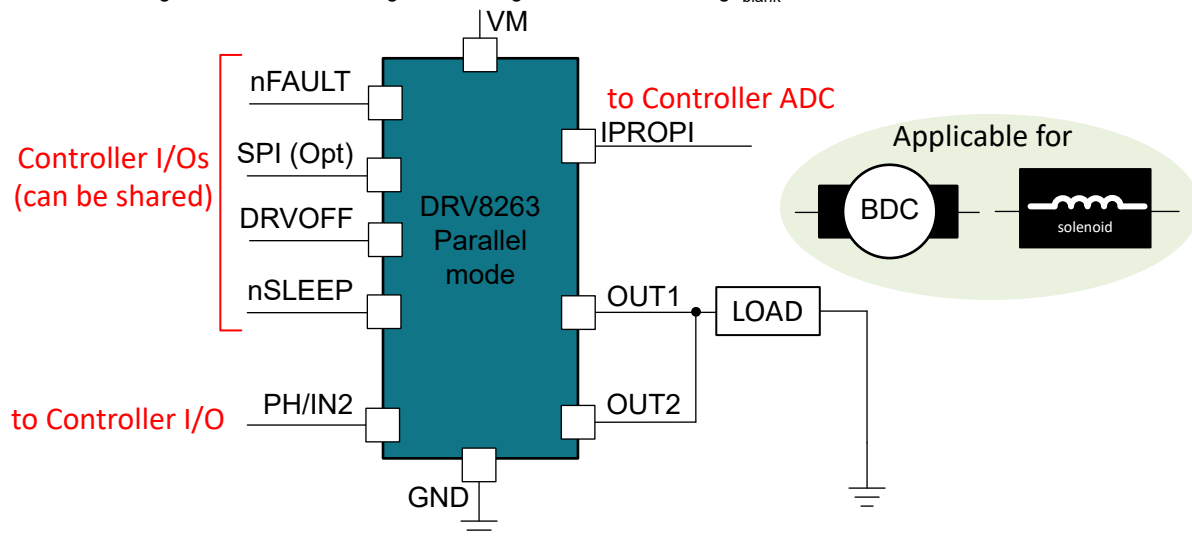 blank
VM
nFAULT
to Controller ADC
IPROPI
Applicable for
Controller I/Os
(can be shared)
SPI (Opt)
DRVOFF
nSLEEP
DRV8263
Parallel
mode
BDC
solenoid
OUT1
LOAD
to Controller I/O
PH/IN2
OUT2
GND